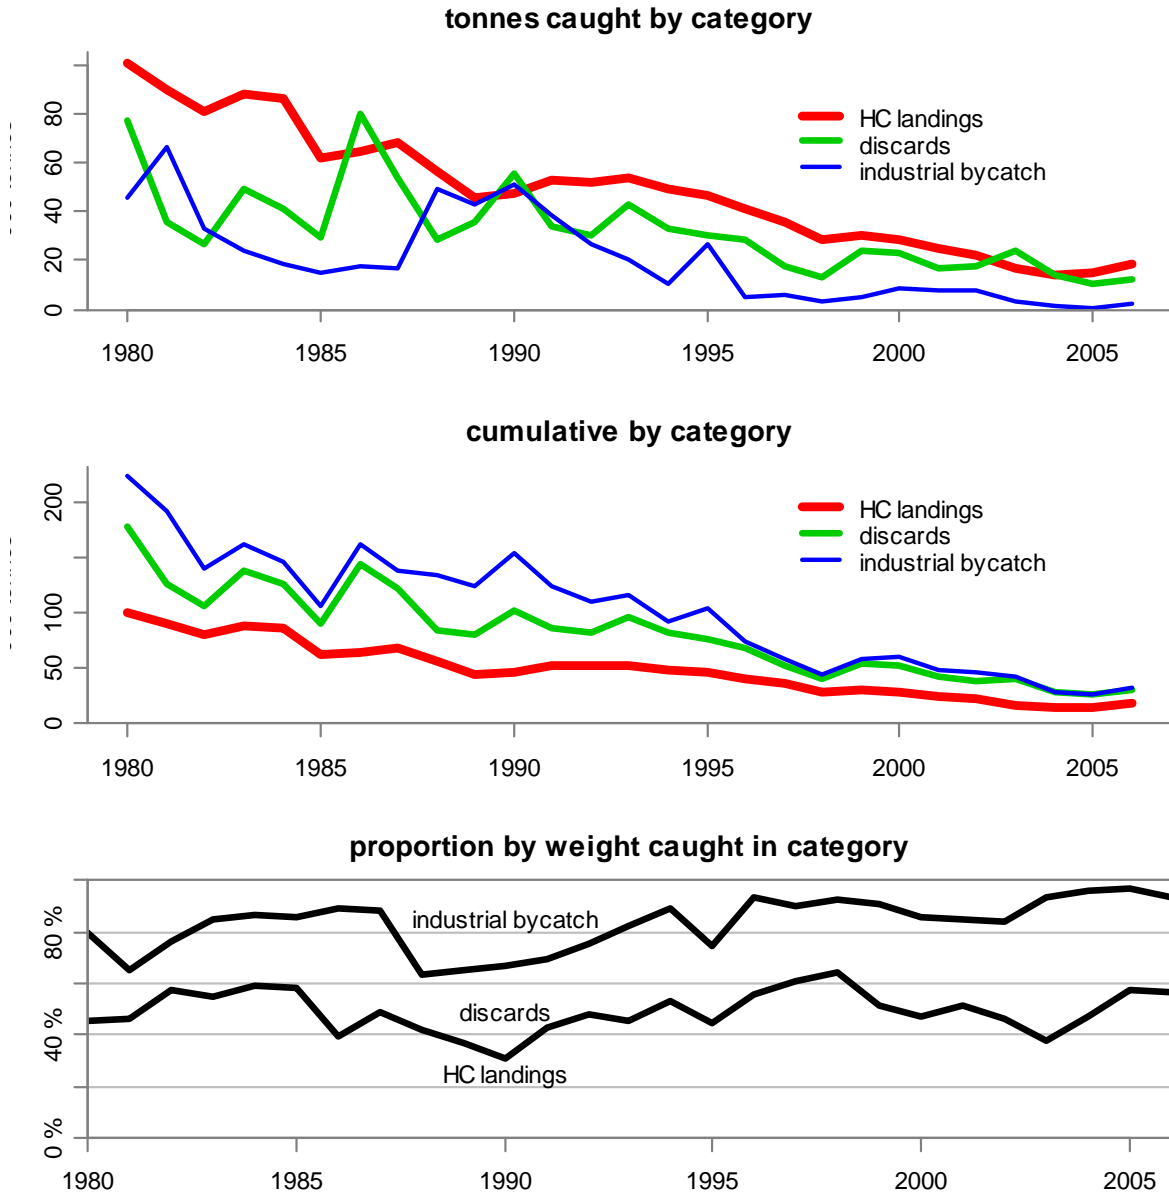 tonnes caught by category
80
60
40
20
0
HC landings
discards
industrial bycatch
1980 1985 1990 1995 2000 2005
cumulative by category
200
100
50
0
HC landings
discards
industrial bycatch
1980 1985 1990 1995 2000 2005
proportion by weight caught in category
80 %
40 %
0 %
industrial bycatch
discards
HC landings
1980 1985 1990 1995 2000 2005